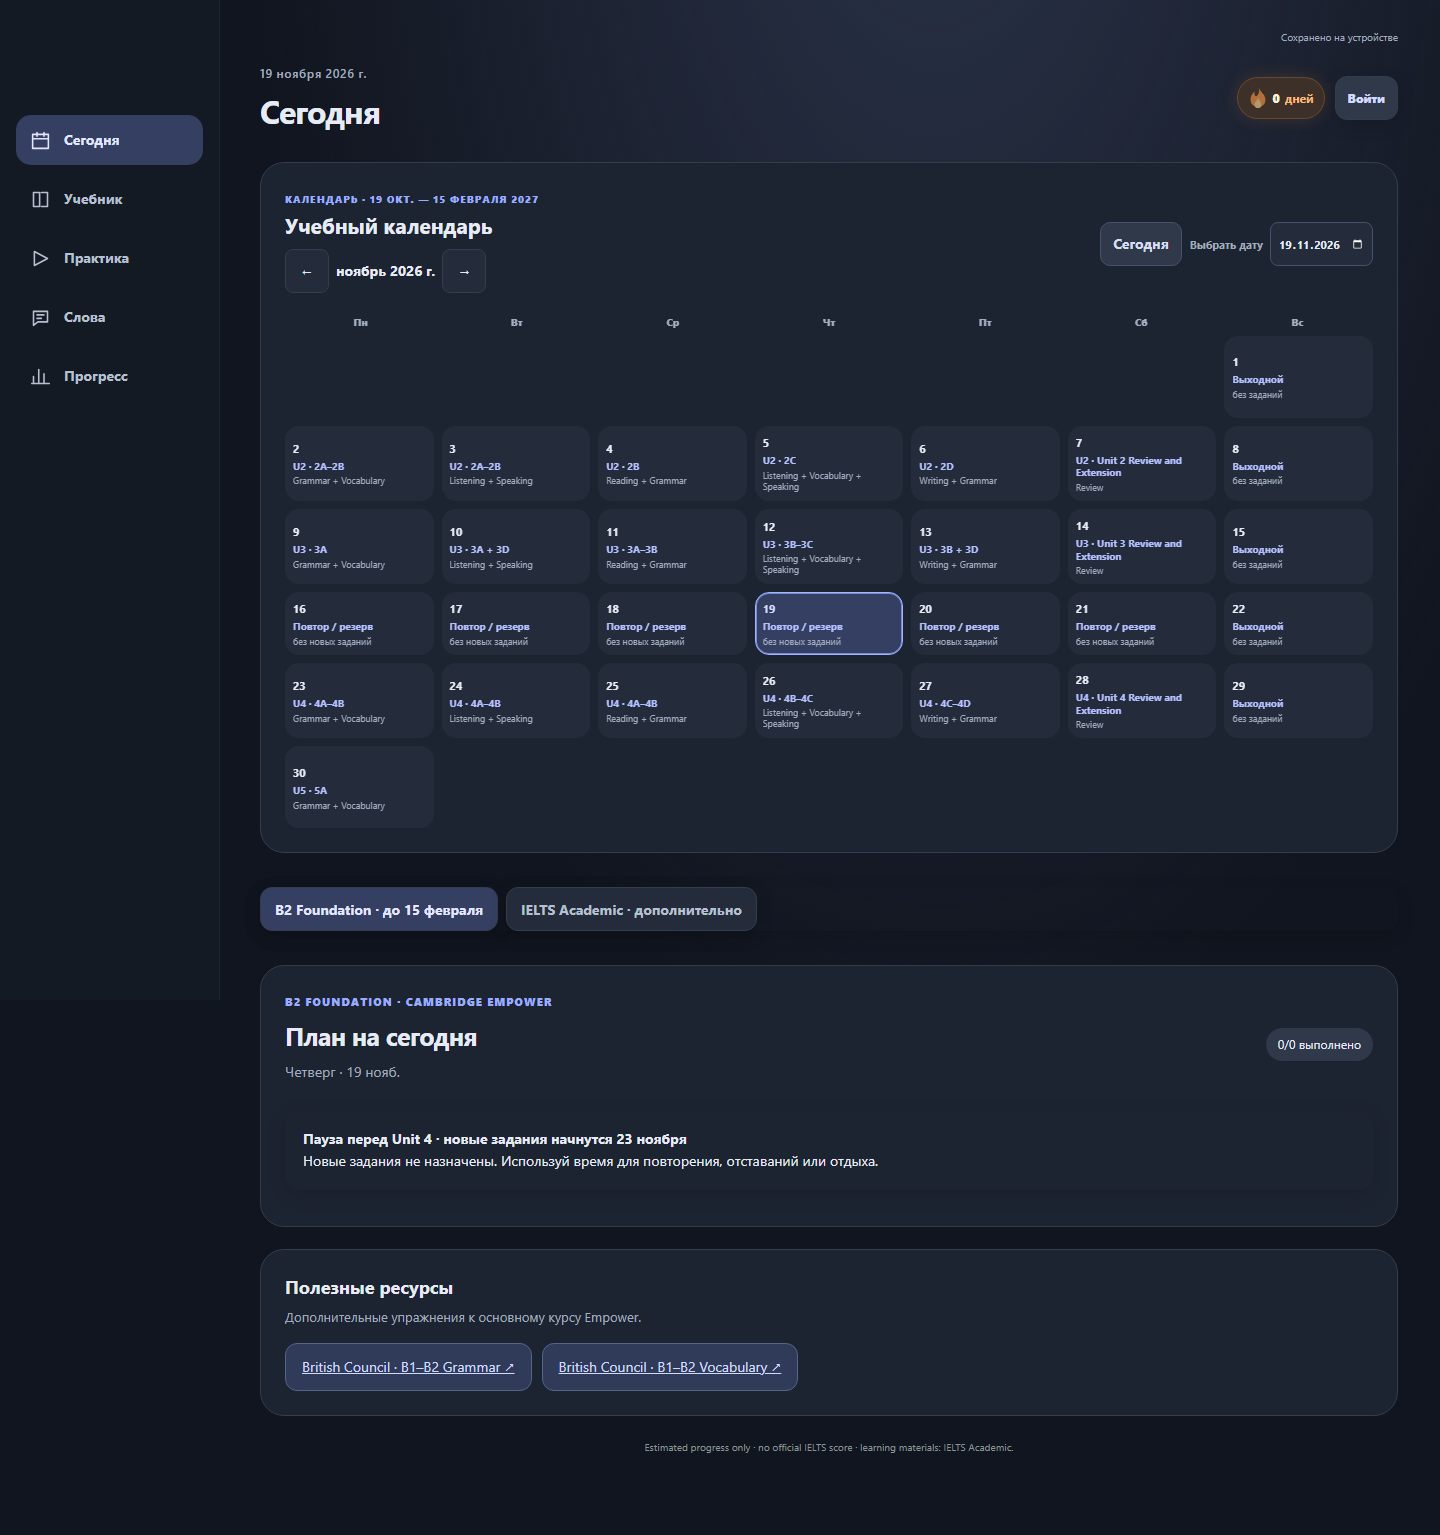 Сохранено на устройстве
19 ноября 2026 г.
Сегодня
0 дней
Войти
Сегодня
Учебник
Практика
Слова
Прогресс
КАЛЕНДАРЬ · 19 ОКТ. — 15 ФЕВРАЛЯ 2027
Учебный календарь
← ноябрь 2026 г. →
Сегодня
Выбрать дату
19.11.2026
Пн Вт Ср Чт Пт Сб Вс
1
Выходной
без заданий
2
U2 · 2A–2B
Grammar + Vocabulary
3
U2 · 2A–2B
Listening + Speaking
4
U2 · 2B
Reading + Grammar
5
U2 · 2C
Listening + Vocabulary +
Speaking
6
U2 · 2D
Writing + Grammar
7
U2 · Unit 2 Review and
Extension
Review
8
Выходной
без заданий
9
U3 · 3A
Grammar + Vocabulary
10
U3 · 3A + 3D
Listening + Speaking
11
U3 · 3A–3B
Reading + Grammar
12
U3 · 3B–3C
Listening + Vocabulary +
Speaking
13
U3 · 3B + 3D
Writing + Grammar
14
U3 · Unit 3 Review and
Extension
Review
15
Выходной
без заданий
16
Повтор / резерв
без новых заданий
17
Повтор / резерв
без новых заданий
18
Повтор / резерв
без новых заданий
19
Повтор / резерв
без новых заданий
20
Повтор / резерв
без новых заданий
21
Повтор / резерв
без новых заданий
22
Выходной
без заданий
23
U4 · 4A–4B
Grammar + Vocabulary
24
U4 · 4A–4B
Listening + Speaking
25
U4 · 4A–4B
Reading + Grammar
26
U4 · 4B–4C
Listening + Vocabulary +
Speaking
27
U4 · 4C–4D
Writing + Grammar
28
U4 · Unit 4 Review and
Extension
Review
29
Выходной
без заданий
30
U5 · 5A
Grammar + Vocabulary
B2 Foundation · до 15 февраля
IELTS Academic · дополнительно
B2 FOUNDATION · CAMBRIDGE EMPOWER
План на сегодня
0/0 выполнено
Четверг · 19 нояб.
Пауза перед Unit 4 · новые задания начнутся 23 ноября
Новые задания не назначены. Используй время для повторения, отставаний или отдыха.
Полезные ресурсы
Дополнительные упражнения к основному курсу Empower.
British Council · B1–B2 Grammar ↗
British Council · B1–B2 Vocabulary ↗
Estimated progress only · no official IELTS score · learning materials: IELTS Academic.